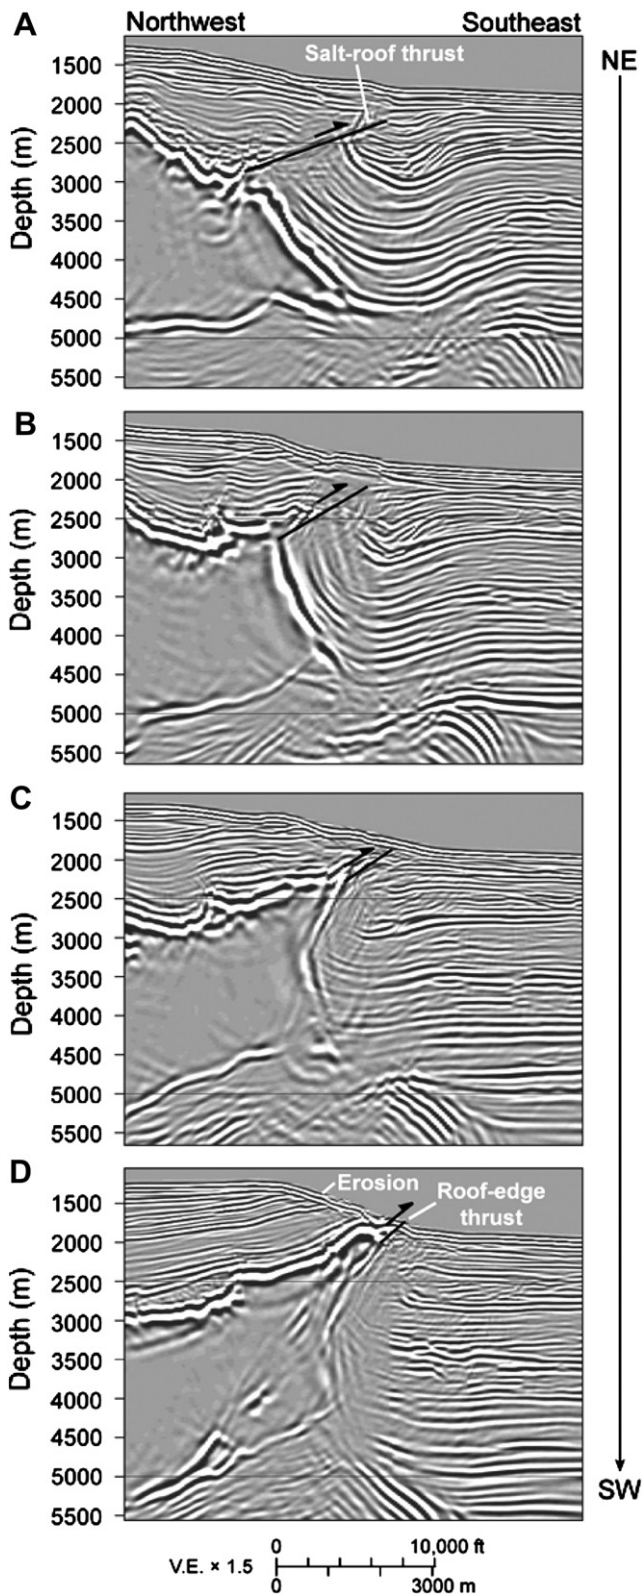 A Northwest Southeast
NE
Salt-roof thrust
Depth (m)
1500
2000
2500
3000
3500
4000
4500
5000
5500
B
Depth (m)
1500
2000
2500
3000
3500
4000
4500
5000
5500
C
Depth (m)
1500
2000
2500
3000
3500
4000
4500
5000
5500
D
Erosion
Roof-edge
thrust
Depth (m)
1500
2000
2500
3000
3500
4000
4500
5000
5500
SW
0 10,000 ft
V.E. × 1.5
0 3000 m